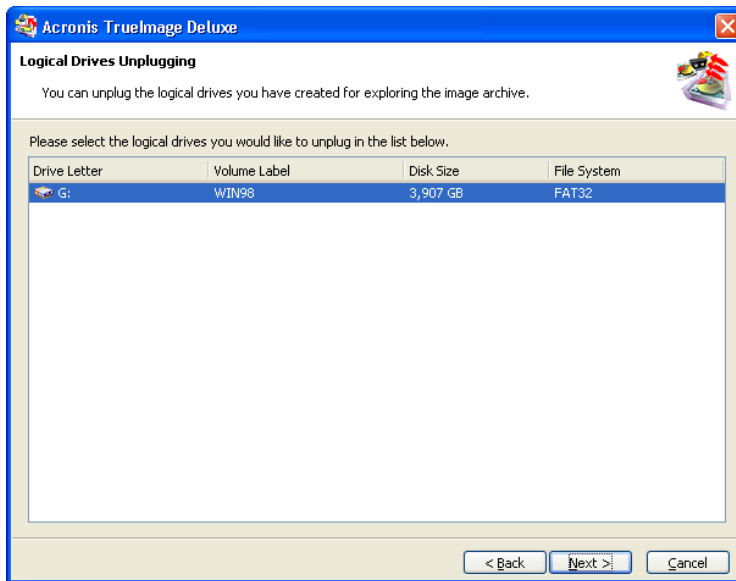 Acronis TrueImage Deluxe
Logical Drives Unplugging
You can unplug the logical drives you have created for exploring the image archive.
Please select the logical drives you would like to unplug in the list below.
Drive Letter Volume Label Disk Size File System
G: WIN98 3,907 GB FAT32
< Back Next > Cancel